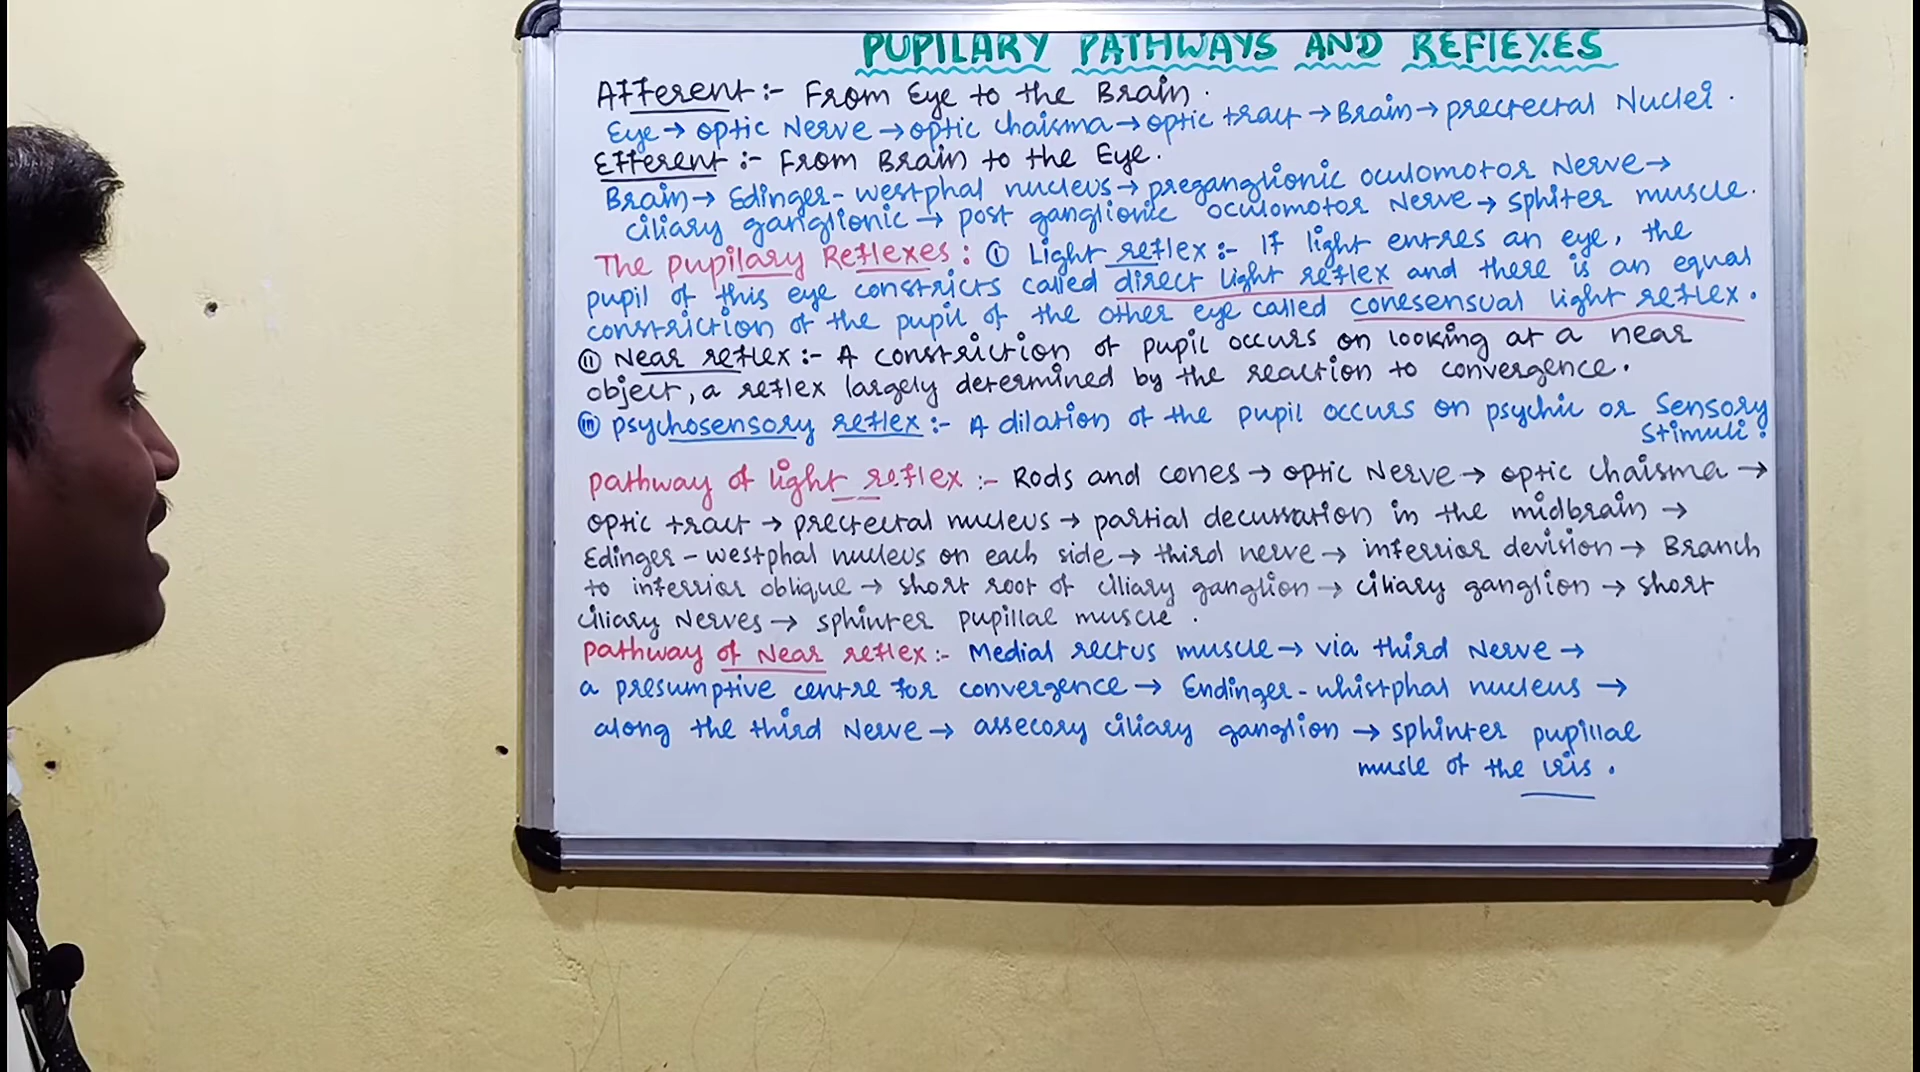 PUPILARY PATHWAYS AND REFLEXES
Afferent :- From Eye to the Brain.
Eye → optic Nerve → optic chaisma → optic tract → Brain → prectectal Nuclei.
Efferent :- From Brain to the Eye.
Brain → Edinger-westphal nucleus → preganglionic oculomotor Nerve →
ciliary ganglionic → post ganglionic oculomotor Nerve → sphiter muscle.
The pupilary Reflexes : (i) Light reflex :- If light entres an eye, the
pupil of this eye constricts called direct light reflex and there is an equal
constriction of the pupil of the other eye called conesensual light reflex.
(ii) Near reflex :- A constriction of pupil occurs on looking at a near
object, a reflex largely determined by the reaction to convergence.
(iii) psychosensory reflex :- A dilation of the pupil occurs on psychic or Sensory
Stimuli.
pathway of light reflex :- Rods and cones → optic Nerve → optic chaisma →
optic tract → prectectal nucleus → partial decussation in the midbrain →
Edinger-westphal nucleus on each side → third nerve → inferrior devision → Branch
to inferrior oblique → short root of ciliary ganglion → ciliary ganglion → short
ciliary Nerves → sphinter pupillae muscle.
pathway of Near reflex :- Medial rectus muscle → via third Nerve →
a presumptive centre for convergence → Endinger-whistphal nucleus →
along the third Nerve → assecory ciliary ganglion → sphinter pupillae
musle of the iris.